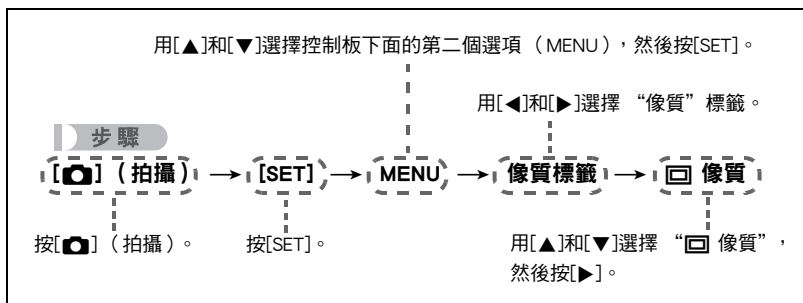 用[▲]和[▼]選擇控制板下面的第二個選項（MENU），然後按[SET]。
用[◀]和[▶]選擇 “像質”標籤。
步驟
[📷]（拍攝） → [SET] → MENU → 像質標籤 → 像質
按[📷]（拍攝）。 按[SET]。 用[▲]和[▼]選擇 “ 像質”，
然後按[▶]。